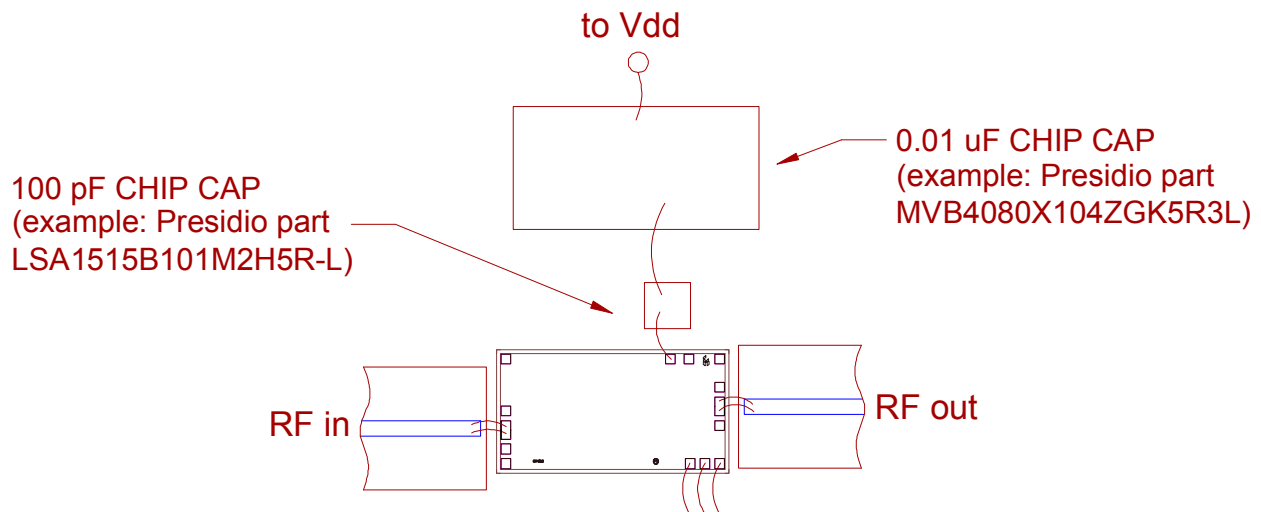 to Vdd
0.01 uF CHIP CAP
(example: Presidio part
MVB4080X104ZGK5R3L)
100 pF CHIP CAP
(example: Presidio part
LSA1515B101M2H5R-L)
RF in
RF out